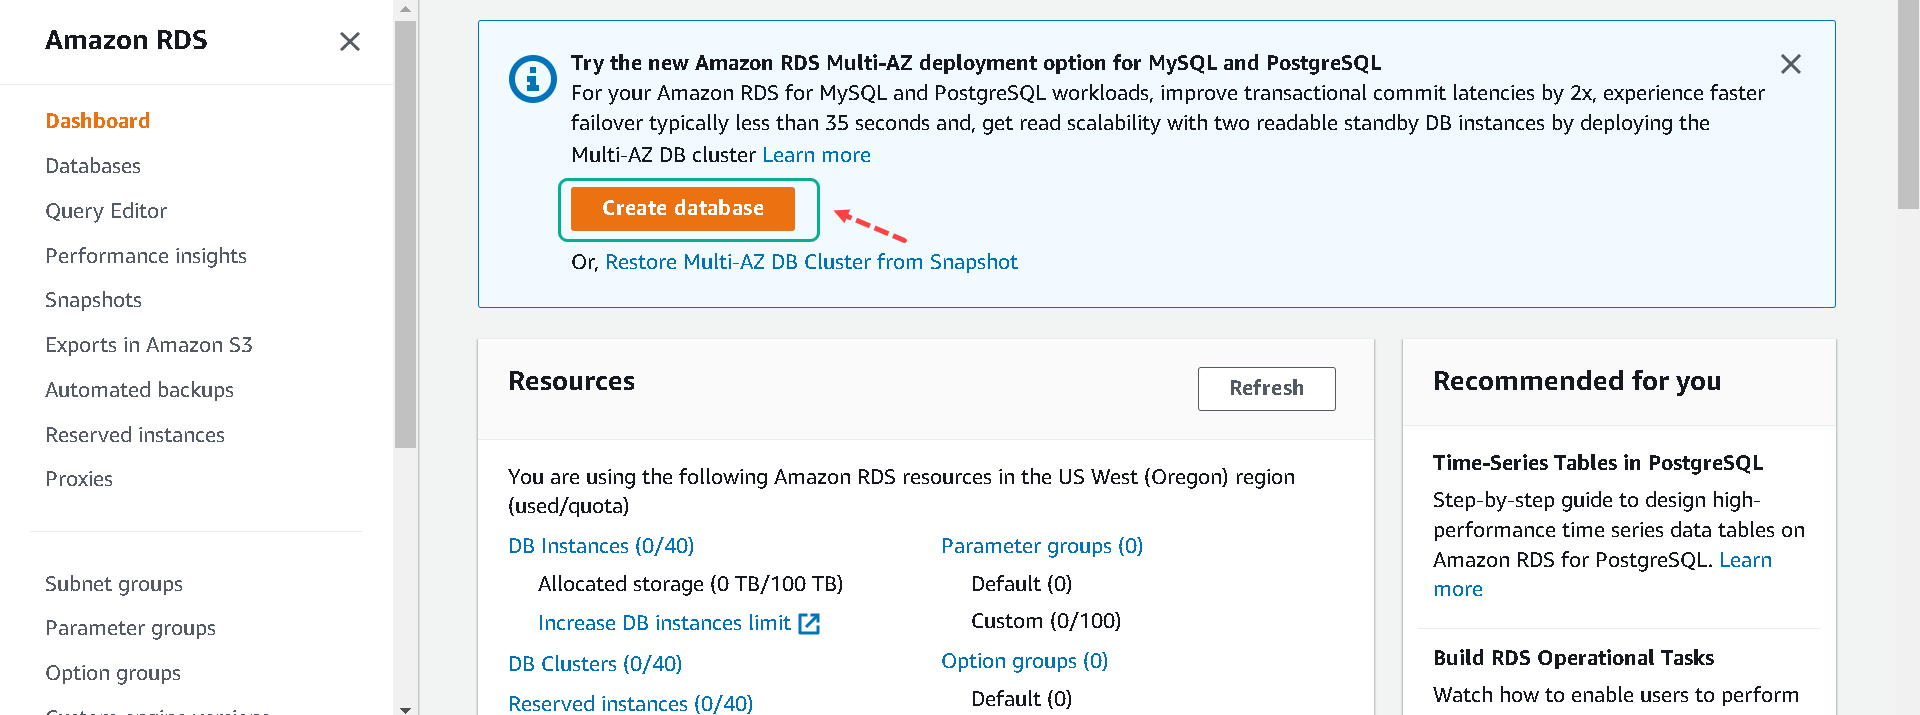 Amazon RDS
Dashboard
Databases
Query Editor
Performance insights
Snapshots
Exports in Amazon S3
Automated backups
Reserved instances
Proxies
Subnet groups
Parameter groups
Option groups
Custom engine versions
Try the new Amazon RDS Multi-AZ deployment option for MySQL and PostgreSQL
For your Amazon RDS for MySQL and PostgreSQL workloads, improve transactional commit latencies by 2x, experience faster
failover typically less than 35 seconds and, get read scalability with two readable standby DB instances by deploying the
Multi-AZ DB cluster Learn more
Create database
Or, Restore Multi-AZ DB Cluster from Snapshot
Resources
Refresh
You are using the following Amazon RDS resources in the US West (Oregon) region
(used/quota)
DB Instances (0/40)
Allocated storage (0 TB/100 TB)
Increase DB instances limit
DB Clusters (0/40)
Reserved instances (0/40)
Parameter groups (0)
Default (0)
Custom (0/100)
Option groups (0)
Default (0)
Recommended for you
Time-Series Tables in PostgreSQL
Step-by-step guide to design high-
performance time series data tables on
Amazon RDS for PostgreSQL. Learn
more
Build RDS Operational Tasks
Watch how to enable users to perform